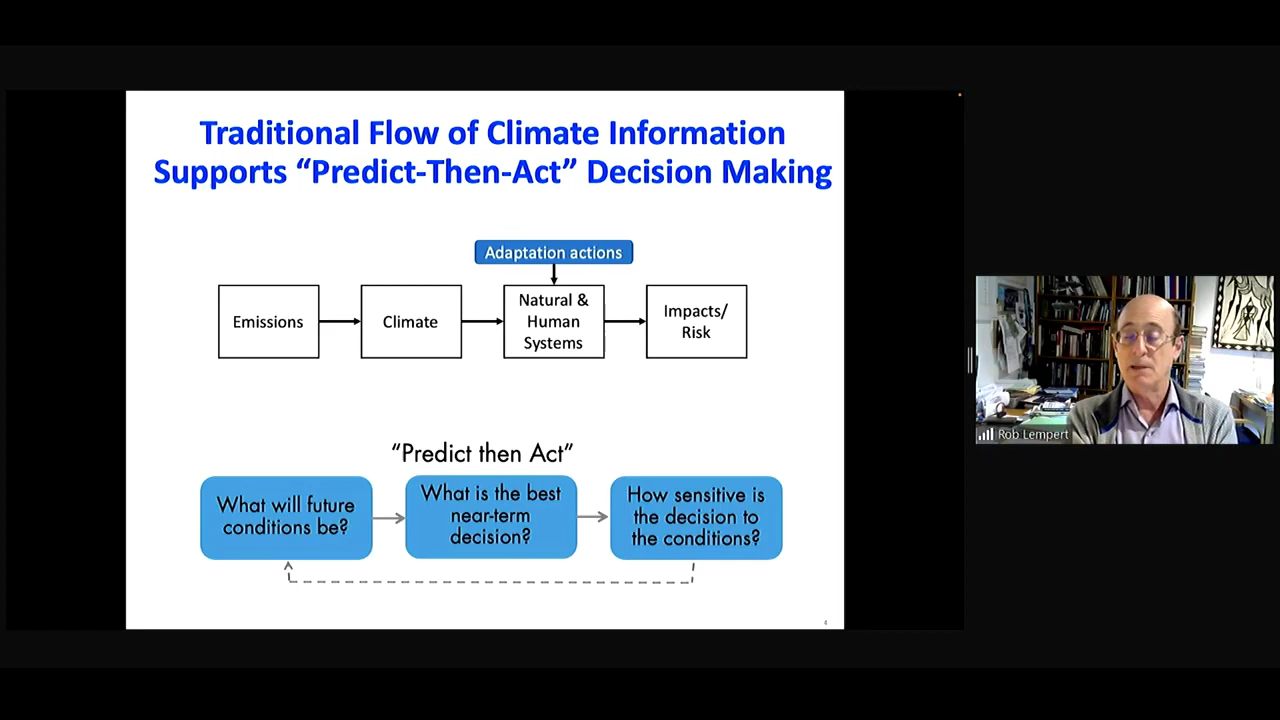 Traditional Flow of Climate Information
Supports “Predict-Then-Act” Decision Making
Adaptation actions
Emissions
Climate
Natural &
Human
Systems
Impacts/
Risk
“Predict then Act”
What will future
conditions be?
What is the best
near-term
decision?
How sensitive is
the decision to
the conditions?
4
Rob Lempert